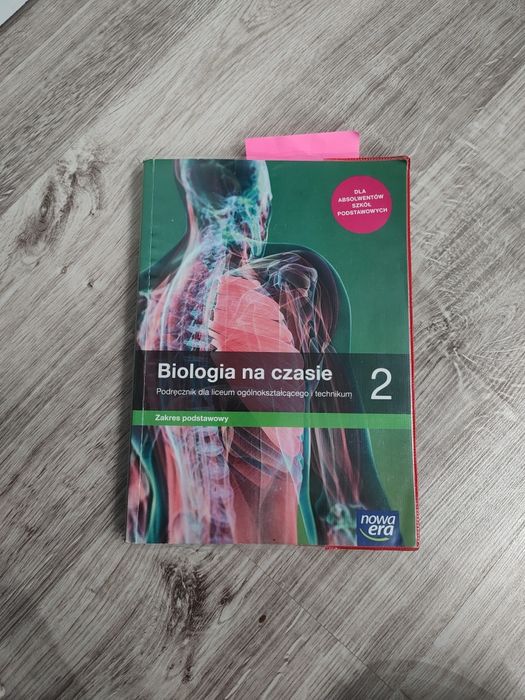 DLA
ABSOLWENTÓW
SZKÓŁ
PODSTAWOWYCH
Biologia na czasie 2
Podręcznik dla liceum ogólnokształcącego i technikum
Zakres podstawowy
nowa
era